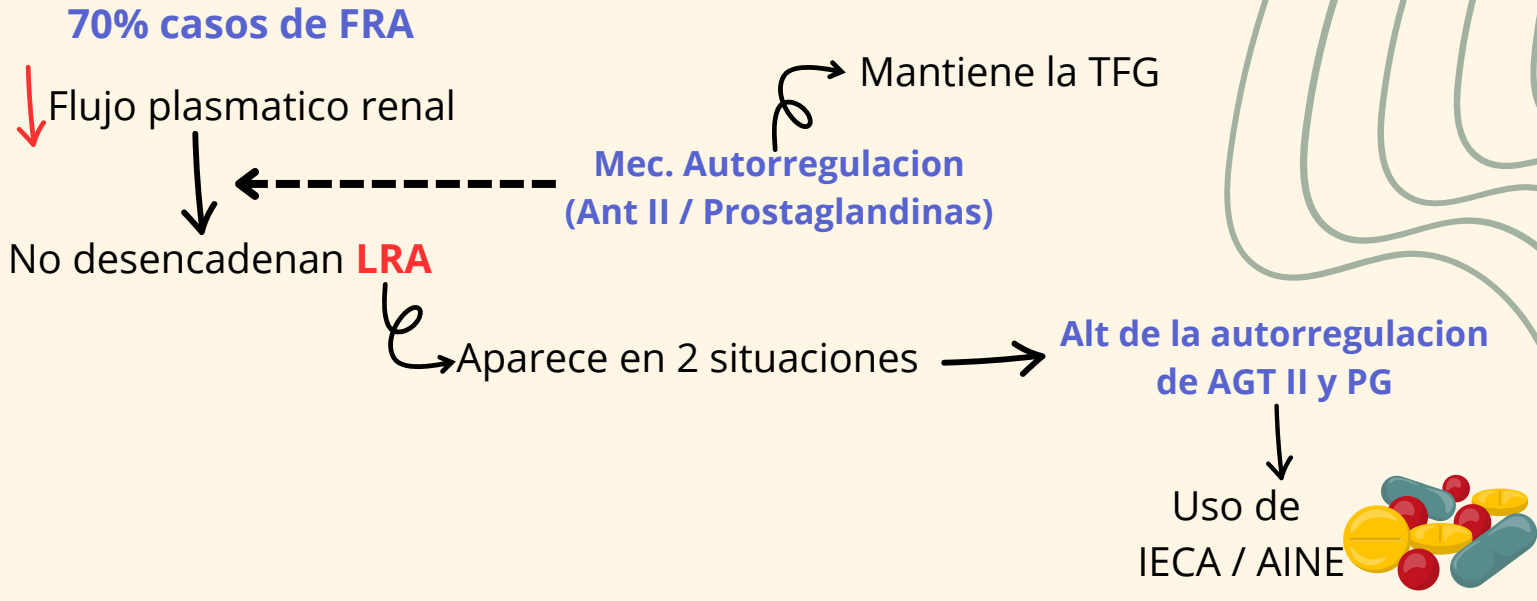 70% casos de FRA
Flujo plasmatico renal
Mantiene la TFG
Mec. Autorregulacion
(Ant II / Prostaglandinas)
No desencadenan LRA
Aparece en 2 situaciones
Alt de la autorregulacion
de AGT II y PG
Uso de
IECA / AINE